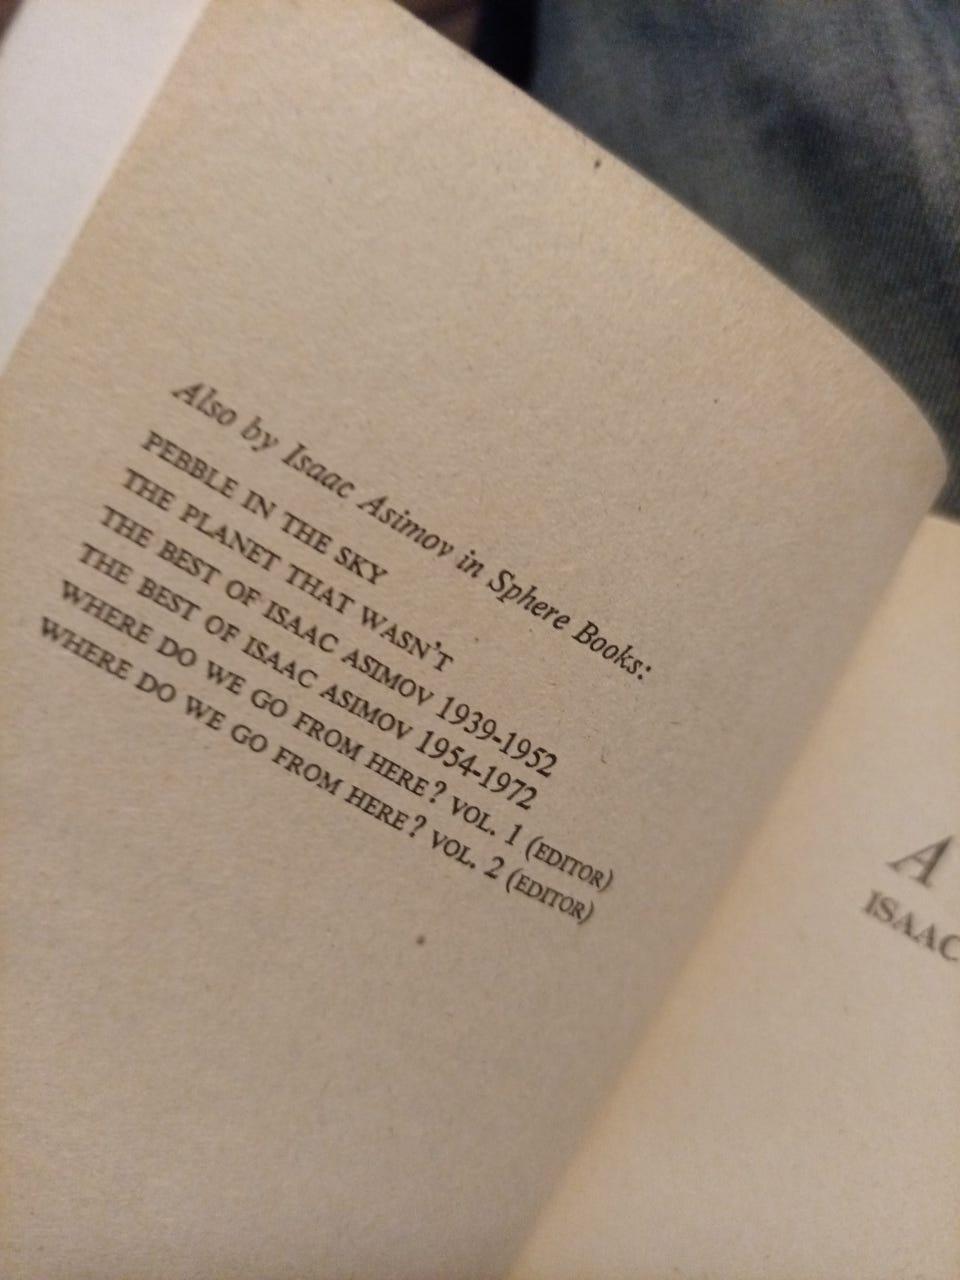 Also by Isaac Asimov in Sphere Books:
PEBBLE IN THE SKY
THE PLANET THAT WASN'T
THE BEST OF ISAAC ASIMOV 1939-1952
THE BEST OF ISAAC ASIMOV 1954-1972
WHERE DO WE GO FROM HERE? VOL. 1 (EDITOR)
WHERE DO WE GO FROM HERE? VOL. 2 (EDITOR)
A
ISAAC